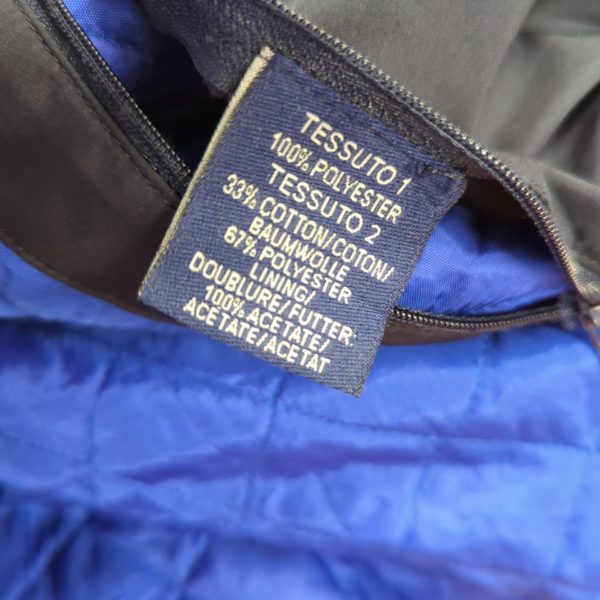 TESSUTO 1
100% POLYESTER
TESSUTO 2
33% COTTON/COTON/
BAUMWOLLE
67% POLYESTER
LINING/
DOUBLURE/FUTTER:
100% ACETATE/
ACETATE/ACETAT